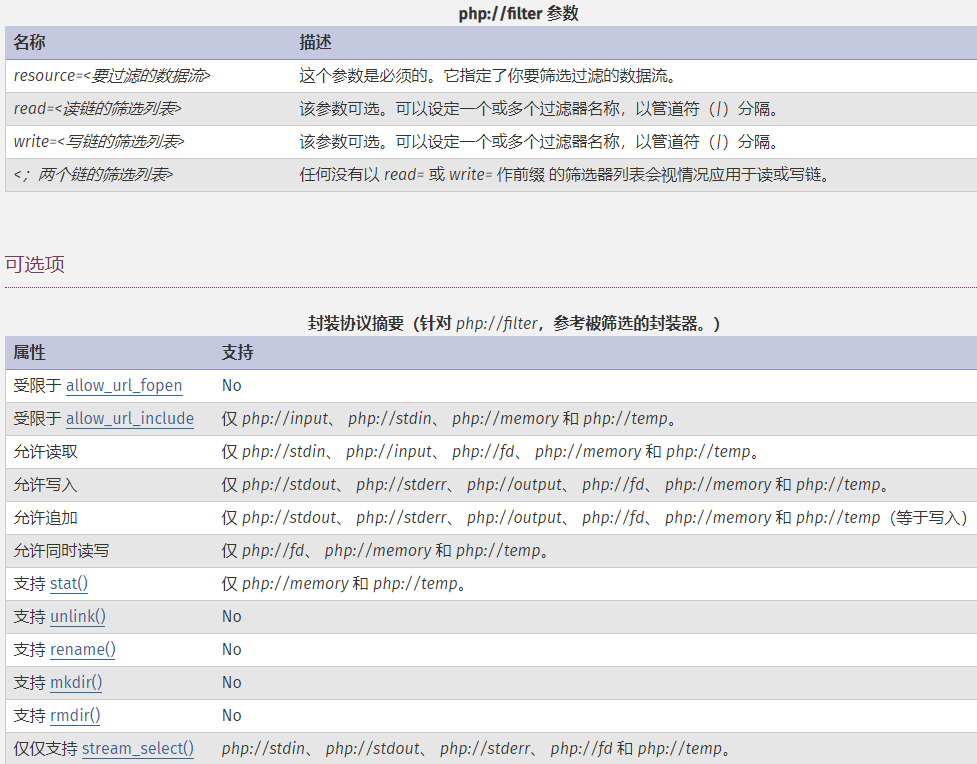 php://filter 参数
名称 描述
resource=<要过滤的数据流> 这个参数是必须的。它指定了你要筛选过滤的数据流。
read=<读链的筛选列表> 该参数可选。可以设定一个或多个过滤器名称，以管道符（|）分隔。
write=<写链的筛选列表> 该参数可选。可以设定一个或多个过滤器名称，以管道符（|）分隔。
<；两个链的筛选列表> 任何没有以 read= 或 write= 作前缀 的筛选器列表会视情况应用于读或写链。
可选项
封装协议摘要（针对 php://filter，参考被筛选的封装器。）
属性 支持
受限于 allow_url_fopen No
受限于 allow_url_include 仅 php://input、 php://stdin、 php://memory 和 php://temp。
允许读取 仅 php://stdin、 php://input、 php://fd、 php://memory 和 php://temp。
允许写入 仅 php://stdout、 php://stderr、 php://output、 php://fd、 php://memory 和 php://temp。
允许追加 仅 php://stdout、 php://stderr、 php://output、 php://fd、 php://memory 和 php://temp（等于写入）
允许同时读写 仅 php://fd、 php://memory 和 php://temp。
支持 stat() 仅 php://memory 和 php://temp。
支持 unlink() No
支持 rename() No
支持 mkdir() No
支持 rmdir() No
仅仅支持 stream_select() php://stdin、 php://stdout、 php://stderr、 php://fd 和 php://temp。